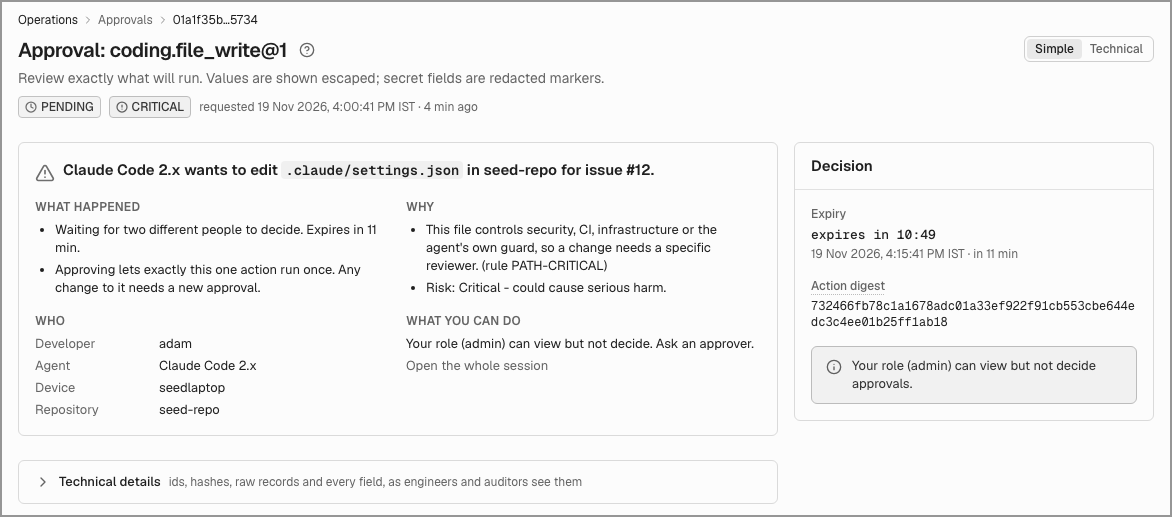 Operations > Approvals > 01a1f35b…5734
Approval: coding.file_write@1
Simple Technical
Review exactly what will run. Values are shown escaped; secret fields are redacted markers.
PENDING CRITICAL requested 19 Nov 2026, 4:00:41 PM IST · 4 min ago
Claude Code 2.x wants to edit .claude/settings.json in seed-repo for issue #12.
WHAT HAPPENED
• Waiting for two different people to decide. Expires in 11
min.
• Approving lets exactly this one action run once. Any
change to it needs a new approval.
WHY
• This file controls security, CI, infrastructure or the
agent's own guard, so a change needs a specific
reviewer. (rule PATH-CRITICAL)
• Risk: Critical - could cause serious harm.
WHO
Developer adam
Agent Claude Code 2.x
Device seedlaptop
Repository seed-repo
WHAT YOU CAN DO
Your role (admin) can view but not decide. Ask an approver.
Open the whole session
Technical details ids, hashes, raw records and every field, as engineers and auditors see them
Decision
Expiry
expires in 10:49
19 Nov 2026, 4:15:41 PM IST · in 11 min
Action digest
732466fb78c1a1678adc01a33ef922f91cb553cbe644e
dc3c4ee01b25ff1ab18
Your role (admin) can view but not decide
approvals.